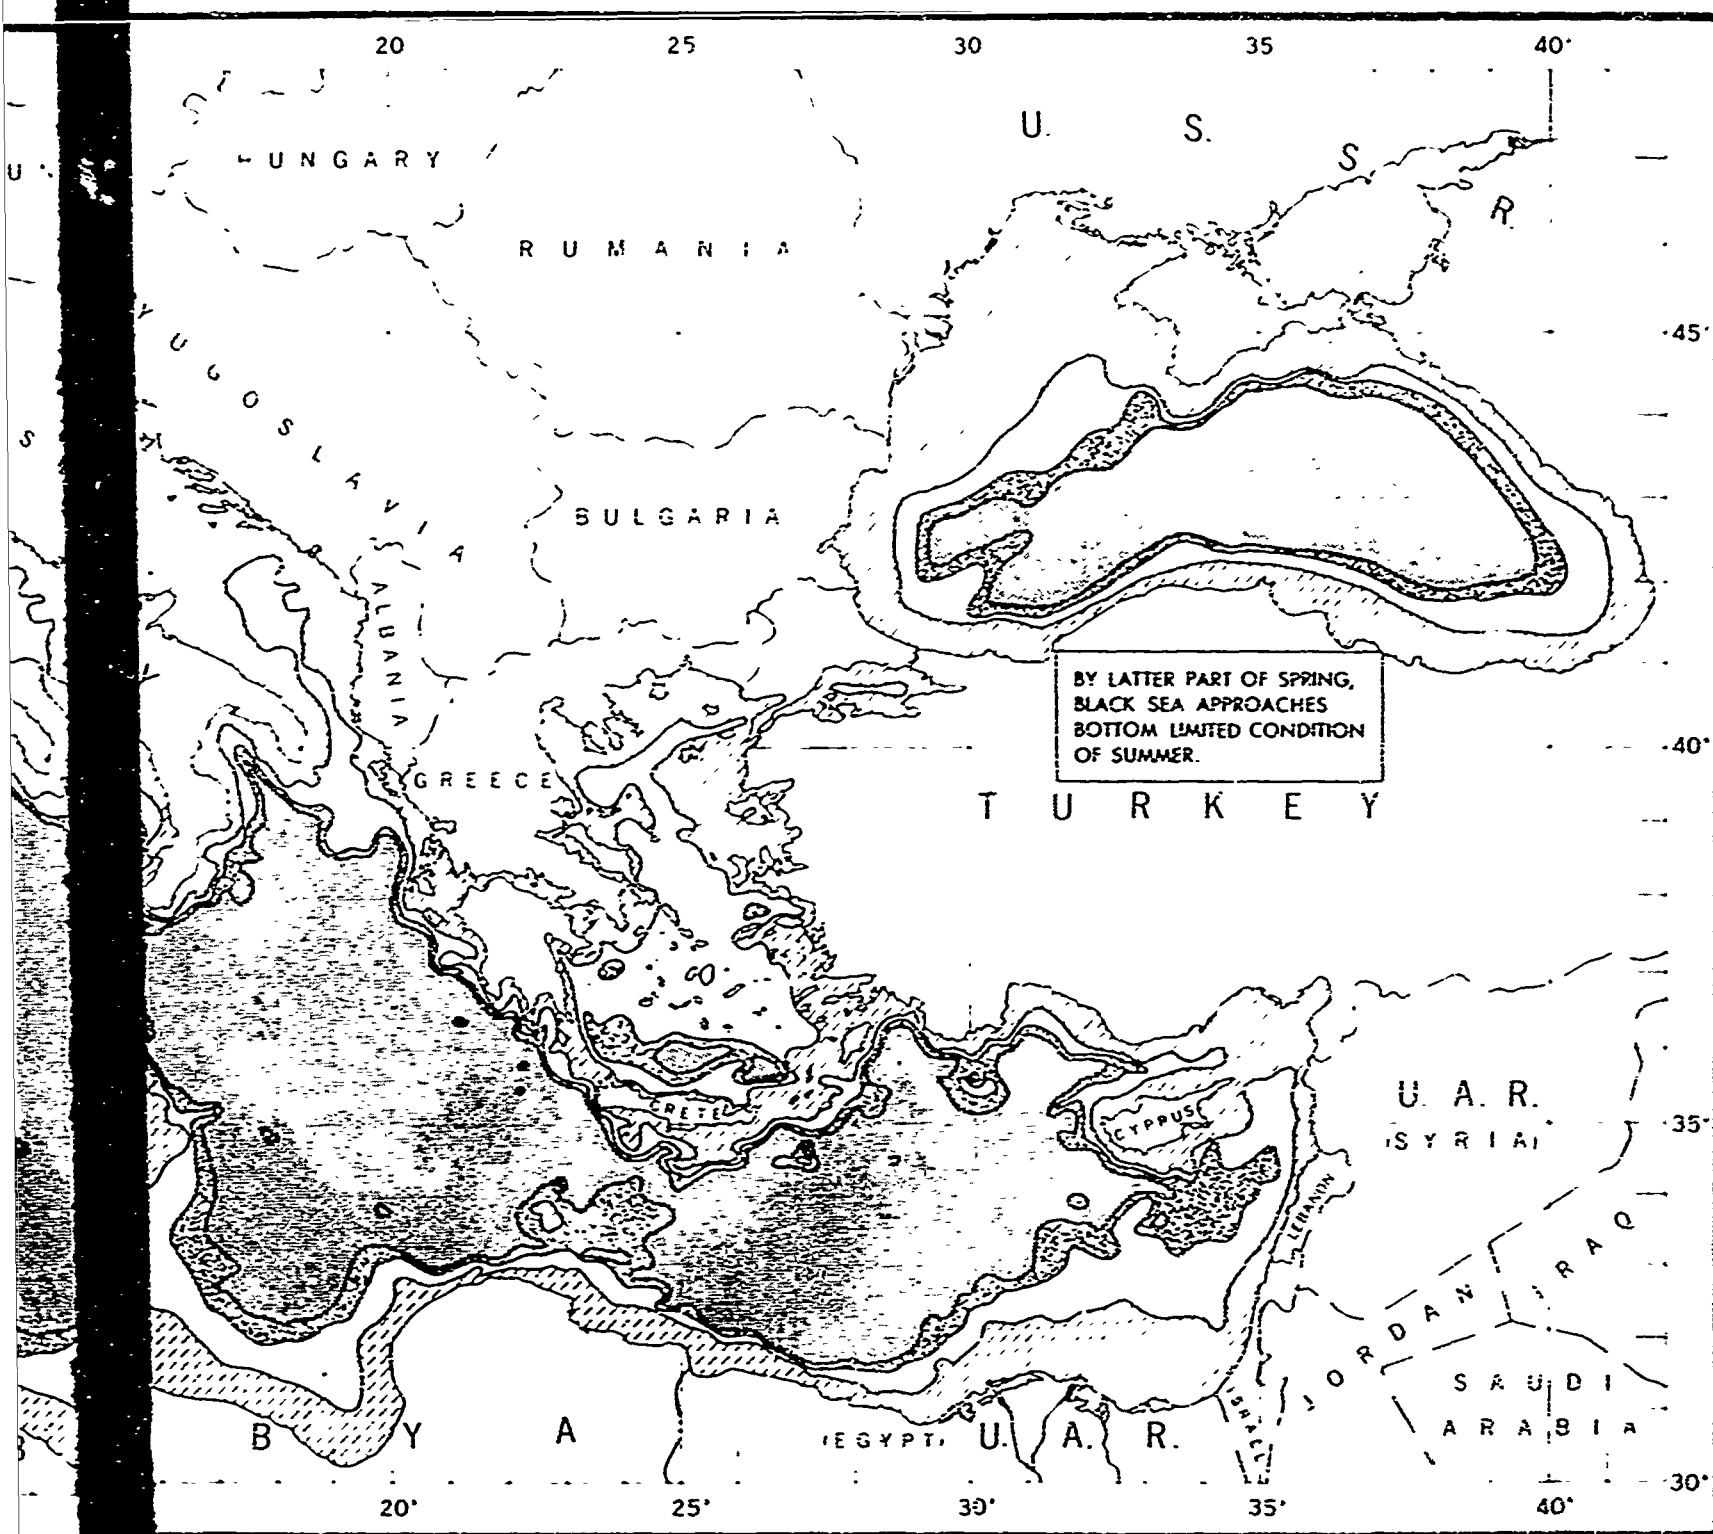 20 25 30 35 40°
U. S. S. R.
HUNGARY
U
RUMANIA
YUGOSLAVIA
45°
S
BULGARIA
ALBANIA
BY LATTER PART OF SPRING,
BLACK SEA APPROACHES
BOTTOM LIMITED CONDITION
OF SUMMER.
40°
GREECE
TURKEY
CRETE
CYPRUS
U. A. R.
(SYRIA)
35°
LEBANON
IRAQ
JORDAN
SAUDI
ARABIA
ISRAEL
B Y A
(EGYPT) U. A. R.
30°
20° 25° 30° 35° 40°